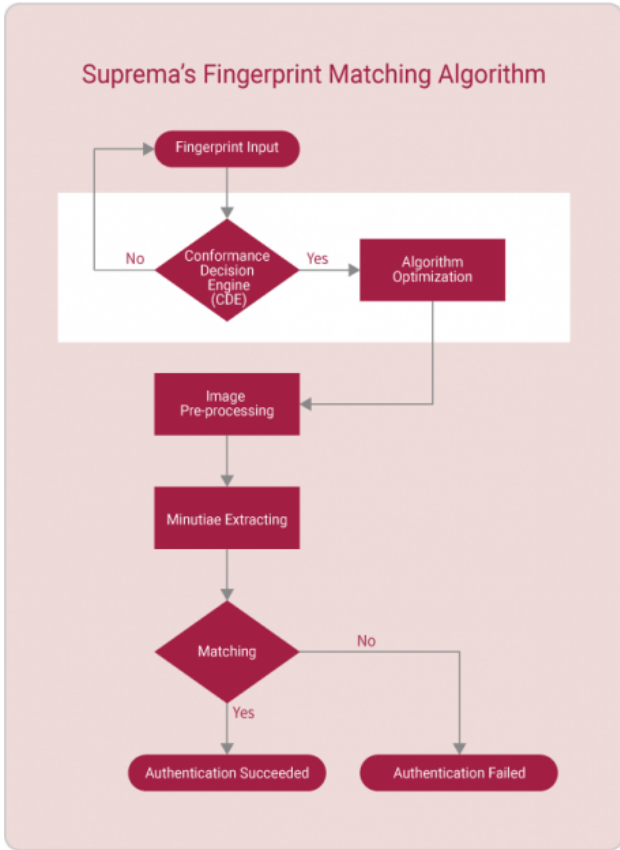 Suprema's Fingerprint Matching Algorithm
Fingerprint Input
No
Conformance
Decision
Engine
(CDE)
Yes
Algorithm
Optimization
Image
Pre-processing
Minutiae Extracting
Matching
No
Yes
Authentication Succeeded
Authentication Failed